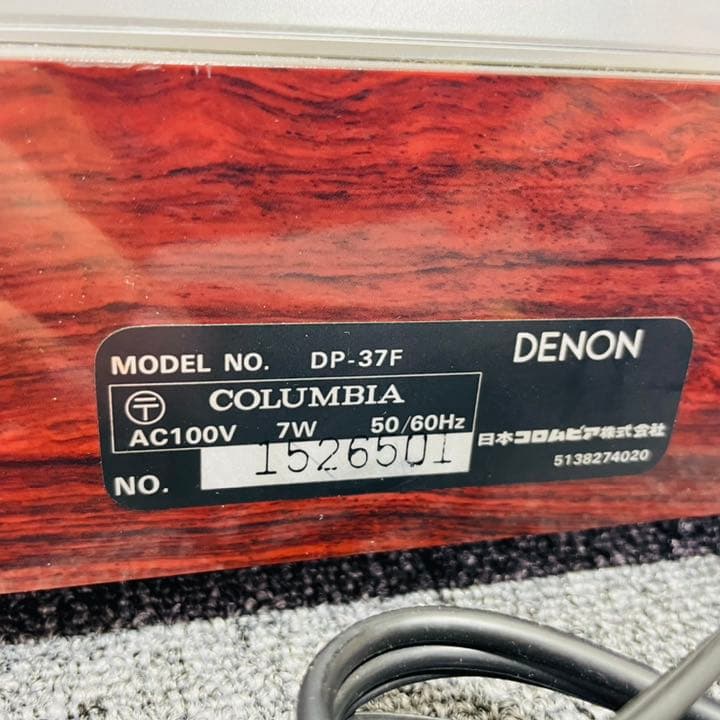 MODEL NO. DP-37F
DENON
〒 COLUMBIA
AC100V 7W 50/60Hz
日本コロムビア株式会社
NO. 1526501
5138274020